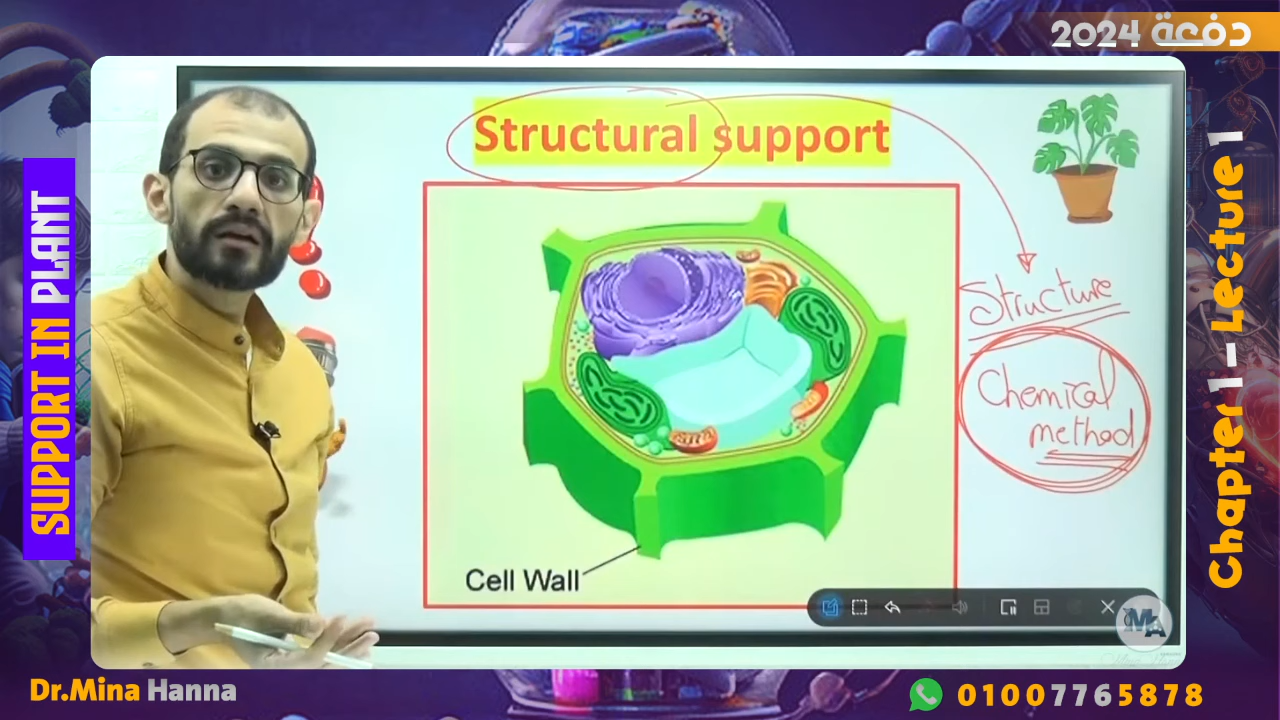 دفعة 2024
Structural support
Structure
Chemical
method
Cell Wall
SUPPORT IN PLANT
Chapter 1 - Lecture 1
MA
Dr.Mina Hanna
01007765878